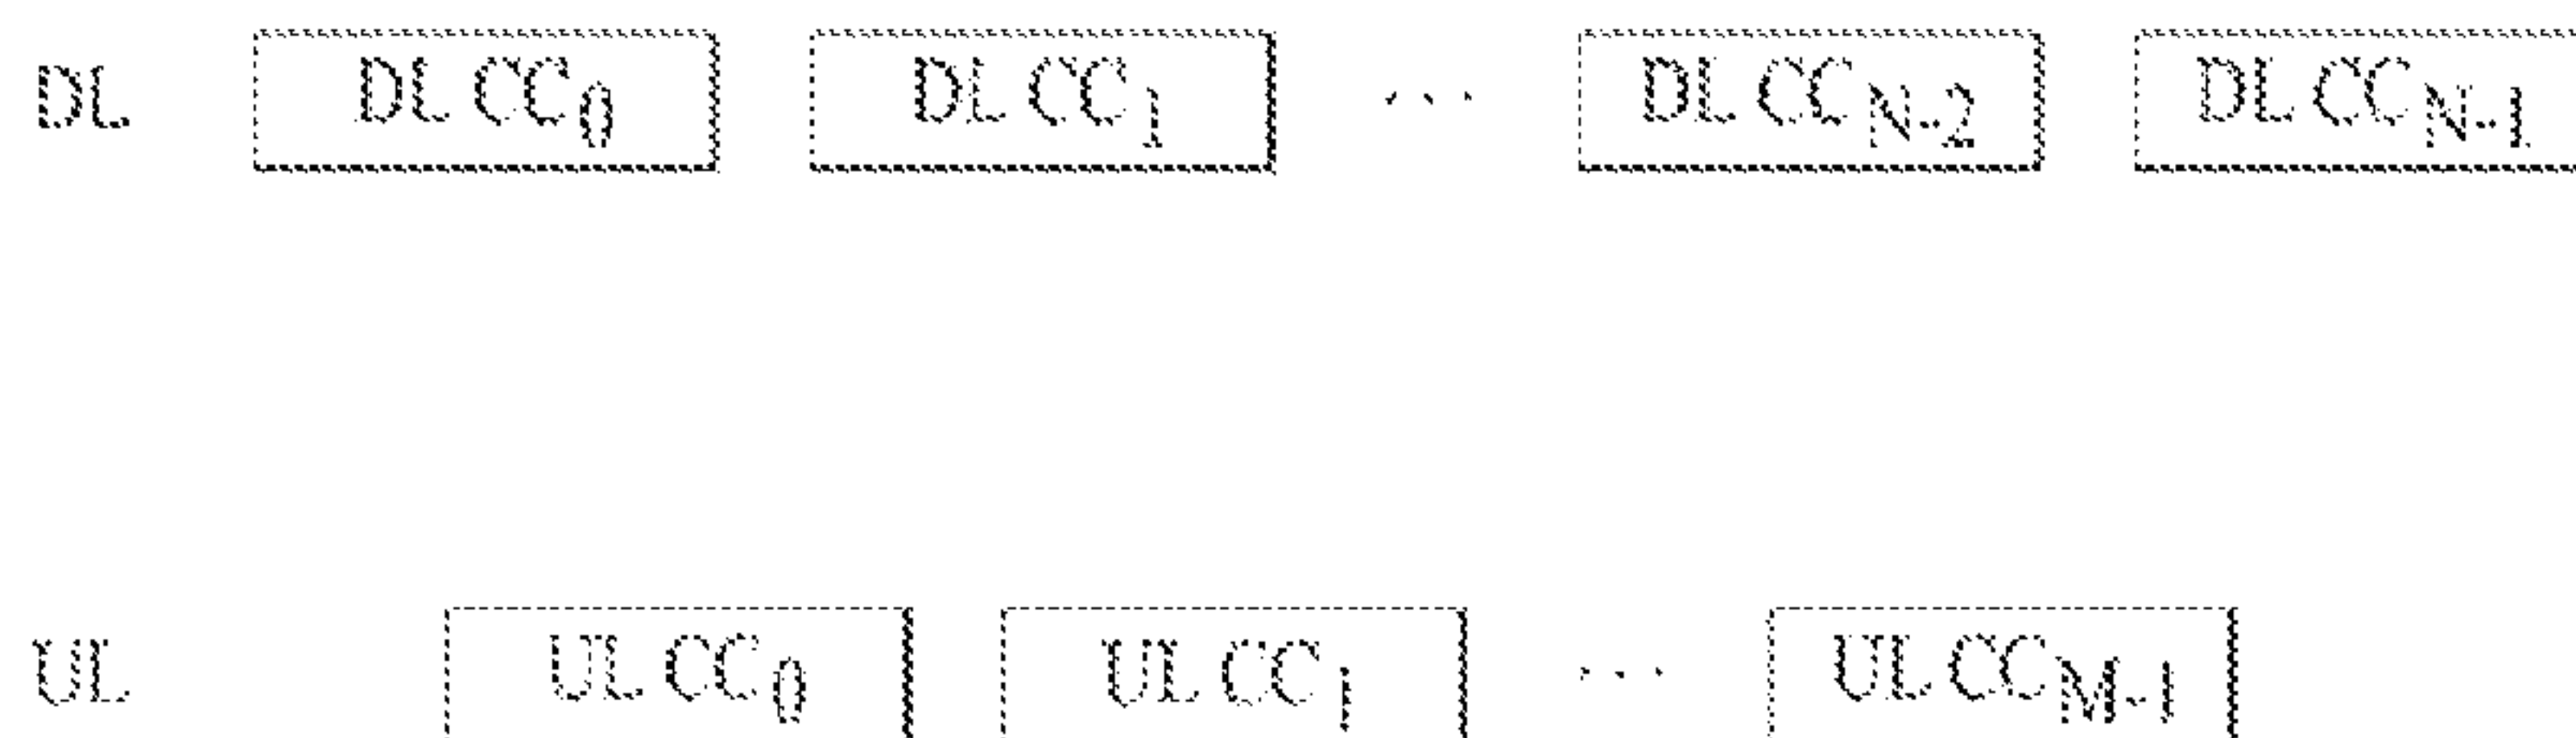 DL DL CC0 DL CC1 ... DL CCN-2 DL CCN-1
UL UL CC0 UL CC1 ... UL CCM-1